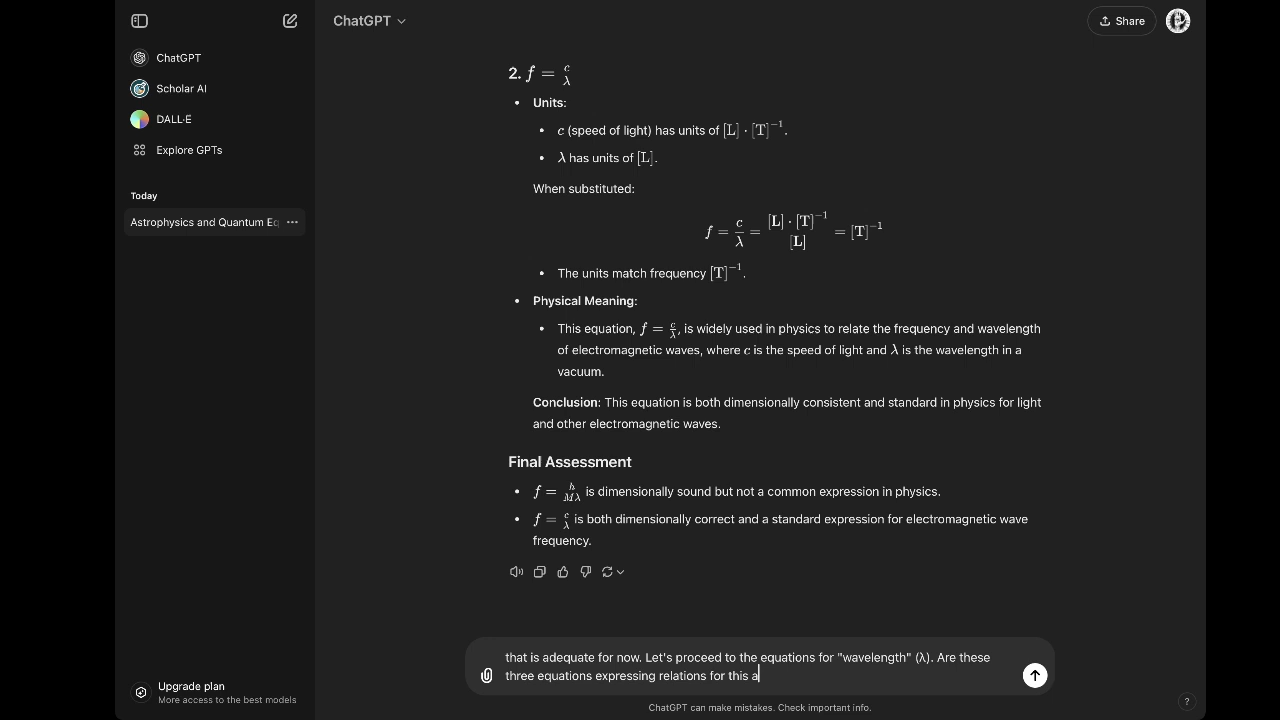 ChatGPT
Share
ChatGPT
Scholar AI
DALL·E
Explore GPTs
Today
Astrophysics and Quantum Eq
Upgrade plan
More access to the best models
2. f = c/λ
• Units:
• c (speed of light) has units of [L] · [T]⁻¹.
• λ has units of [L].
When substituted:
f = c/λ = [L] · [T]⁻¹/[L] = [T]⁻¹
• The units match frequency [T]⁻¹.
• Physical Meaning:
• This equation, f = c/λ, is widely used in physics to relate the frequency and wavelength
of electromagnetic waves, where c is the speed of light and λ is the wavelength in a
vacuum.
Conclusion: This equation is both dimensionally consistent and standard in physics for light
and other electromagnetic waves.
Final Assessment
• f = h/Mλ is dimensionally sound but not a common expression in physics.
• f = c/λ is both dimensionally correct and a standard expression for electromagnetic wave
frequency.
that is adequate for now. Let's proceed to the equations for "wavelength" (λ). Are these
three equations expressing relations for this a
ChatGPT can make mistakes. Check important info.
?